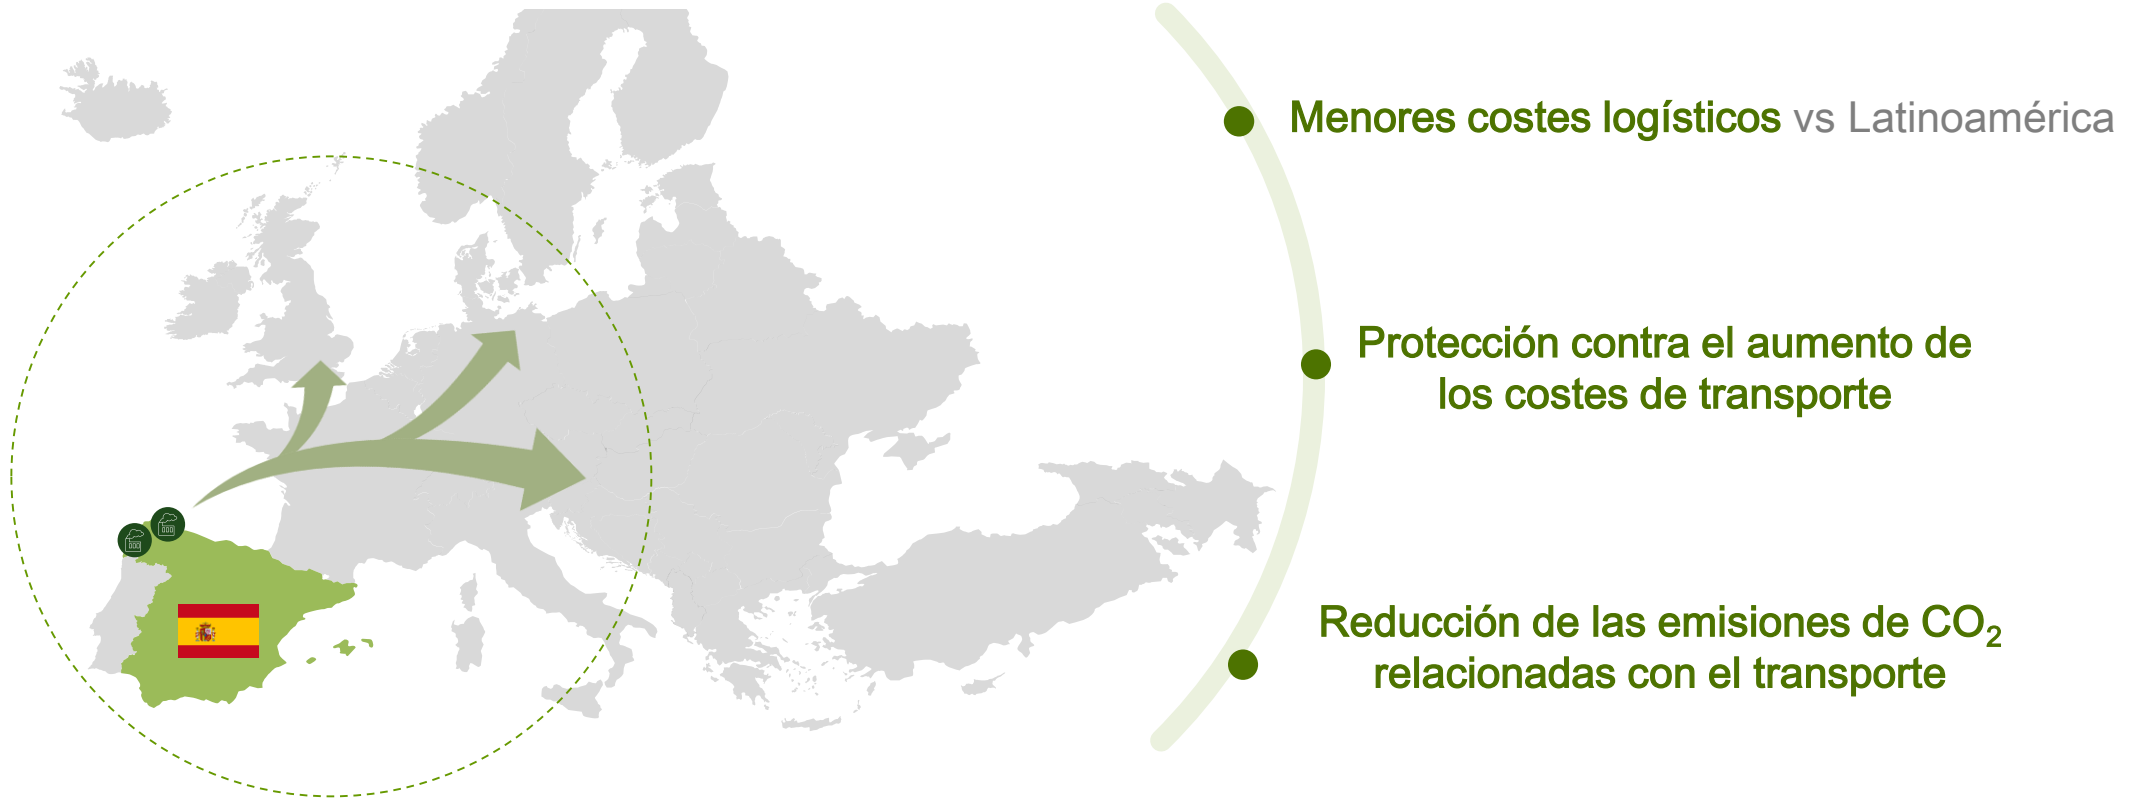 Menores costes logísticos vs Latinoamérica
Protección contra el aumento de
los costes de transporte
Reducción de las emisiones de CO₂
relacionadas con el transporte